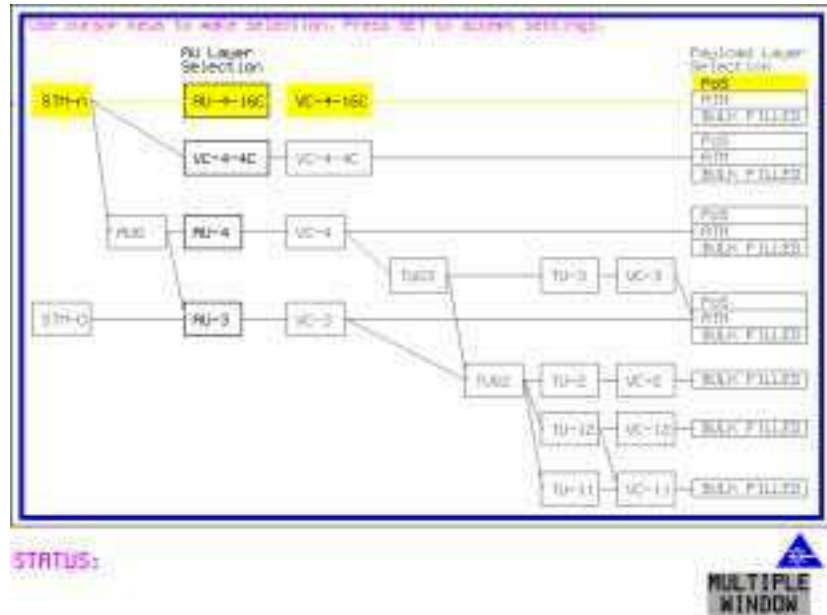 Use cursor keys to make selection. Press SET to accept settings.
AU Layer
Selection
Payload Layer
Selection
STM-n
AU-4-16C
VC-4-16C
PoS
ATM
BULK FILLED
VC-4-4C
VC-4-4C
PoS
ATM
BULK FILLED
AUG
AU-4
VC-4
PoS
ATM
BULK FILLED
TUG3
TU-3
VC-3
STM-0
AU-3
VC-3
PoS
ATM
BULK FILLED
TUG2
TU-2
VC-2
BULK FILLED
TU-12
VC-12
BULK FILLED
TU-11
VC-11
BULK FILLED
STATUS:
MULTIPLE
WINDOW